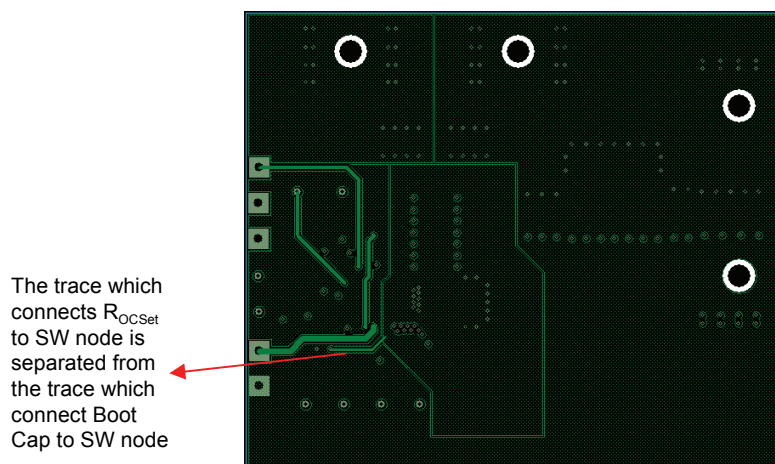 The trace which
connects ROCSet
to SW node is
separated from
the trace which
connect Boot
Cap to SW node